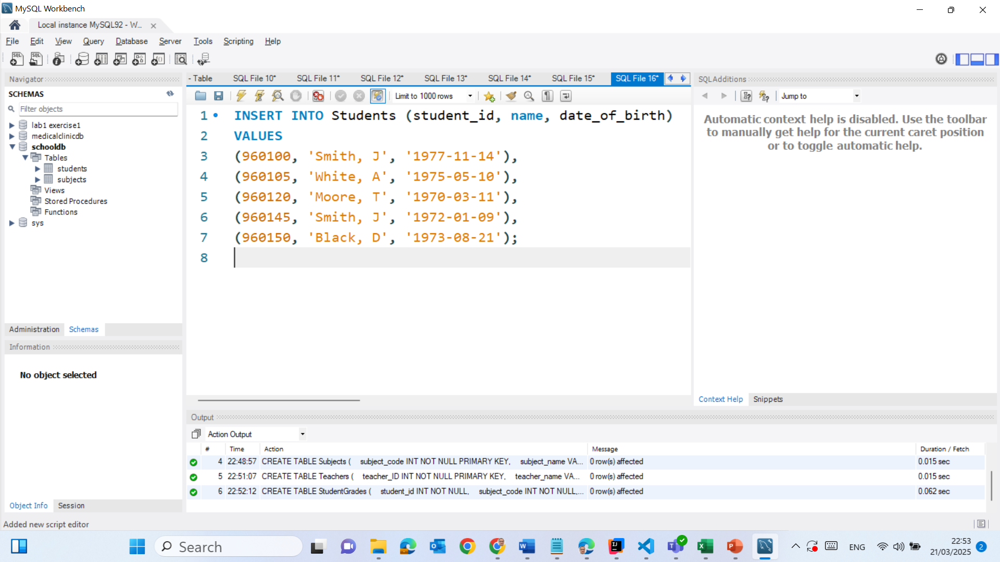 MySQL Workbench
Local instance MySQL92 - W...
File Edit View Query Database Server Tools Scripting Help
Navigator
SCHEMAS
Filter objects
lab1 exercise1
medicalclinicdb
schooldb
Tables
students
subjects
Views
Stored Procedures
Functions
sys
Administration Schemas
Information
No object selected
Object Info Session
- Table SQL File 10* SQL File 11* SQL File 12* SQL File 13* SQL File 14* SQL File 15* SQL File 16*
Limit to 1000 rows
1 INSERT INTO Students (student_id, name, date_of_birth)
2 VALUES
3 (960100, 'Smith, J', '1977-11-14'),
4 (960105, 'White, A', '1975-05-10'),
5 (960120, 'Moore, T', '1970-03-11'),
6 (960145, 'Smith, J', '1972-01-09'),
7 (960150, 'Black, D', '1973-08-21');
8
SQLAdditions
Jump to
Automatic context help is disabled. Use the toolbar
to manually get help for the current caret position
or to toggle automatic help.
Context Help Snippets
Output
Action Output
# Time Action Message Duration / Fetch
4 22:48:57 CREATE TABLE Subjects ( subject_code INT NOT NULL PRIMARY KEY, subject_name VA... 0 row(s) affected 0.015 sec
5 22:51:07 CREATE TABLE Teachers ( teacher_ID INT NOT NULL PRIMARY KEY, teacher_name VA... 0 row(s) affected 0.015 sec
6 22:52:12 CREATE TABLE StudentGrades ( student_id INT NOT NULL, subject_code INT NOT NULL,... 0 row(s) affected 0.062 sec
Added new script editor
Search
ENG
22:53
21/03/2025
2